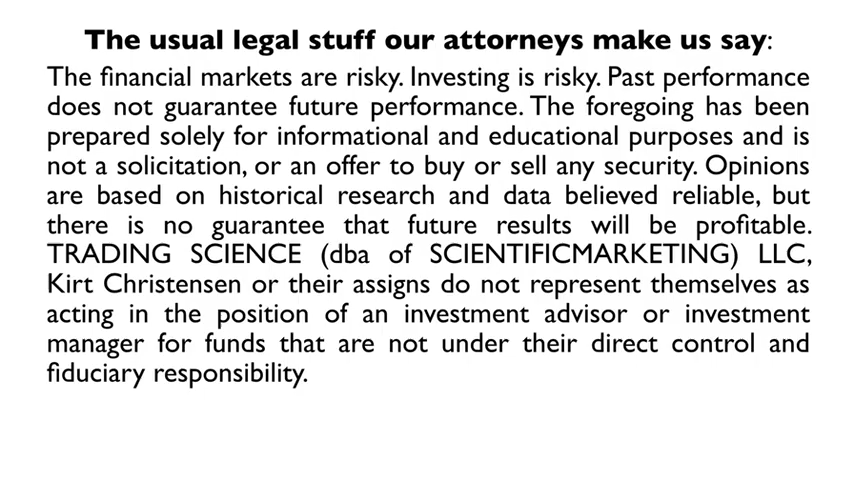 The usual legal stuff our attorneys make us say:
The financial markets are risky. Investing is risky. Past performance
does not guarantee future performance. The foregoing has been
prepared solely for informational and educational purposes and is
not a solicitation, or an offer to buy or sell any security. Opinions
are based on historical research and data believed reliable, but
there is no guarantee that future results will be profitable.
TRADING SCIENCE (dba of SCIENTIFICMARKETING) LLC,
Kirt Christensen or their assigns do not represent themselves as
acting in the position of an investment advisor or investment
manager for funds that are not under their direct control and
fiduciary responsibility.